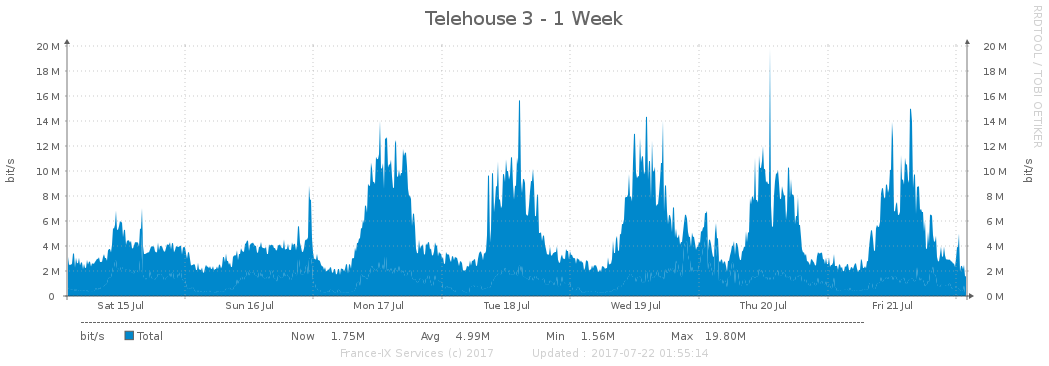 Telehouse 3 - 1 Week
RRDTOOL / TOBI OETIKER
20 M 20 M
18 M 18 M
16 M 16 M
14 M 14 M
12 M 12 M
10 M 10 M
8 M 8 M
6 M 6 M
4 M 4 M
2 M 2 M
0 0 M
bit/s bit/s
Sat 15 Jul Sun 16 Jul Mon 17 Jul Tue 18 Jul Wed 19 Jul Thu 20 Jul Fri 21 Jul
bit/s Total Now 1.75M Avg 4.99M Min 1.56M Max 19.80M
France-IX Services (c) 2017 Updated : 2017-07-22 01:55:14